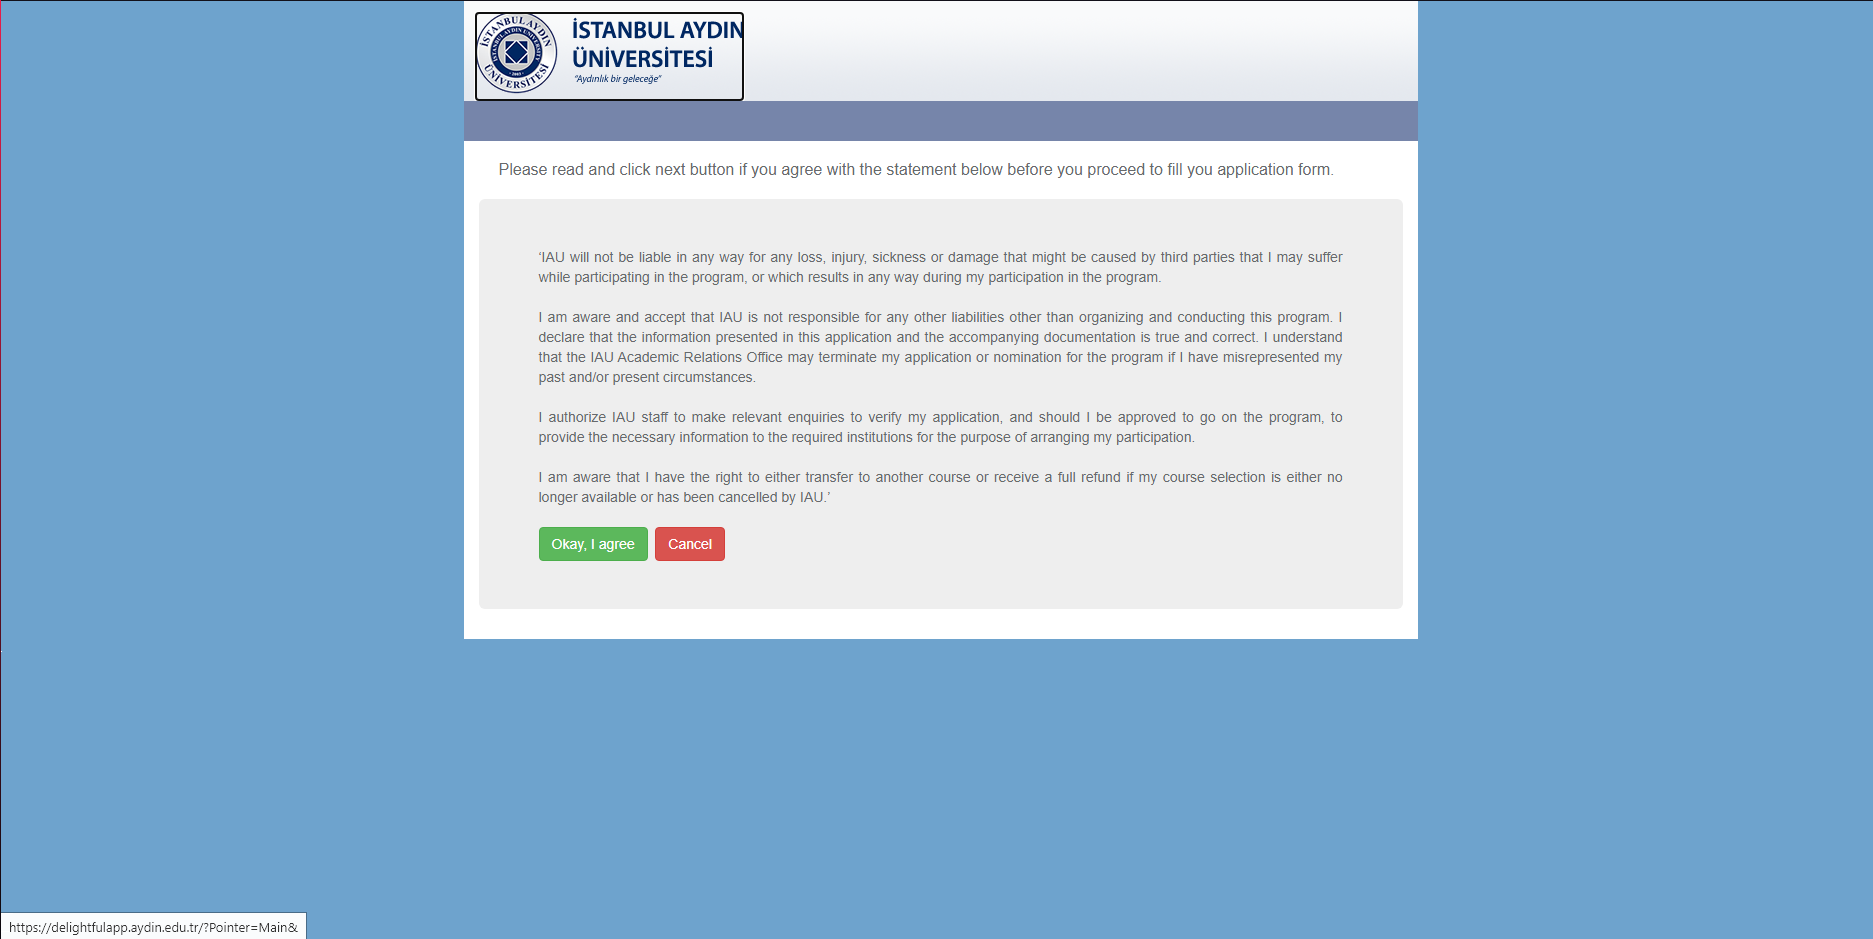 İSTANBUL AYDIN
ÜNİVERSİTESİ
İSTANBUL AYDIN
ÜNİVERSİTESİ
"Aydınlık bir geleceğe"
Please read and click next button if you agree with the statement below before you proceed to fill you application form.
‘IAU will not be liable in any way for any loss, injury, sickness or damage that might be caused by third parties that I may suffer
while participating in the program, or which results in any way during my participation in the program.
I am aware and accept that IAU is not responsible for any other liabilities other than organizing and conducting this program. I
declare that the information presented in this application and the accompanying documentation is true and correct. I understand
that the IAU Academic Relations Office may terminate my application or nomination for the program if I have misrepresented my
past and/or present circumstances.
I authorize IAU staff to make relevant enquiries to verify my application, and should I be approved to go on the program, to
provide the necessary information to the required institutions for the purpose of arranging my participation.
I am aware that I have the right to either transfer to another course or receive a full refund if my course selection is either no
longer available or has been cancelled by IAU.’
Okay, I agree Cancel
https://delightfulapp.aydin.edu.tr/?Pointer=Main&